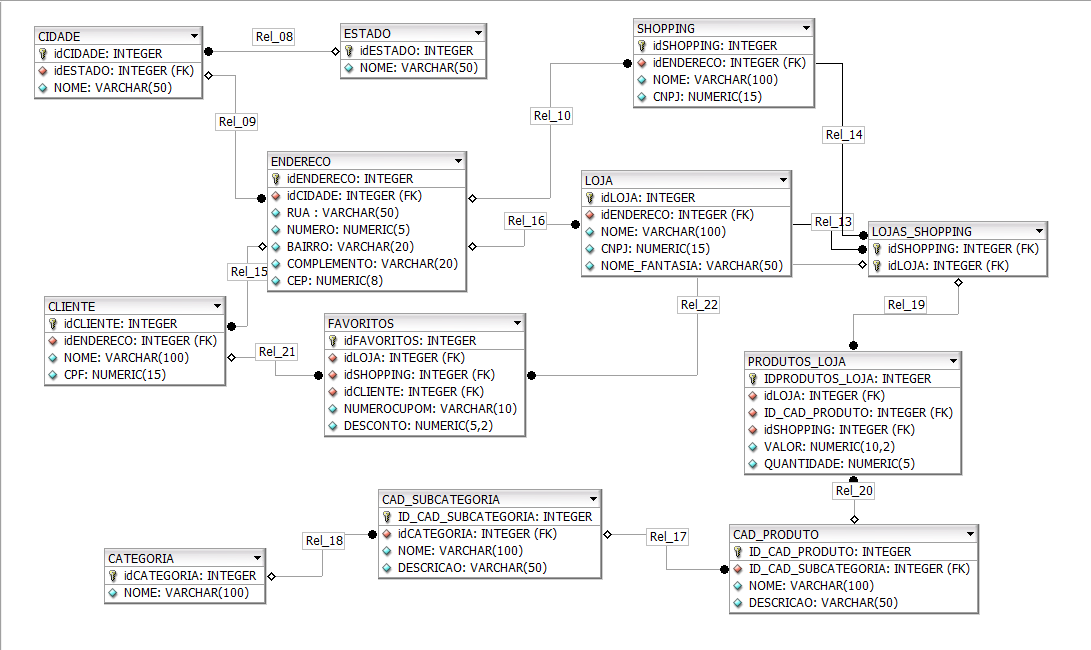 CIDADE
idCIDADE: INTEGER
idESTADO: INTEGER (FK)
NOME: VARCHAR(50)
Rel_08
ESTADO
idESTADO: INTEGER
NOME: VARCHAR(50)
SHOPPING
idSHOPPING: INTEGER
idENDERECO: INTEGER (FK)
NOME: VARCHAR(100)
CNPJ: NUMERIC(15)
Rel_09
Rel_10
Rel_14
ENDERECO
idENDERECO: INTEGER
idCIDADE: INTEGER (FK)
RUA : VARCHAR(50)
NUMERO: NUMERIC(5)
BAIRRO: VARCHAR(20)
COMPLEMENTO: VARCHAR(20)
CEP: NUMERIC(8)
Rel_16
LOJA
idLOJA: INTEGER
idENDERECO: INTEGER (FK)
NOME: VARCHAR(100)
CNPJ: NUMERIC(15)
NOME_FANTASIA: VARCHAR(50)
Rel_13
LOJAS_SHOPPING
idSHOPPING: INTEGER (FK)
idLOJA: INTEGER (FK)
Rel_15
CLIENTE
idCLIENTE: INTEGER
idENDERECO: INTEGER (FK)
NOME: VARCHAR(100)
CPF: NUMERIC(15)
Rel_21
FAVORITOS
idFAVORITOS: INTEGER
idLOJA: INTEGER (FK)
idSHOPPING: INTEGER (FK)
idCLIENTE: INTEGER (FK)
NUMEROCUPOM: VARCHAR(10)
DESCONTO: NUMERIC(5,2)
Rel_22
Rel_19
PRODUTOS_LOJA
IDPRODUTOS_LOJA: INTEGER
idLOJA: INTEGER (FK)
ID_CAD_PRODUTO: INTEGER (FK)
idSHOPPING: INTEGER (FK)
VALOR: NUMERIC(10,2)
QUANTIDADE: NUMERIC(5)
Rel_20
CAD_SUBCATEGORIA
ID_CAD_SUBCATEGORIA: INTEGER
idCATEGORIA: INTEGER (FK)
NOME: VARCHAR(100)
DESCRICAO: VARCHAR(50)
Rel_18
Rel_17
CATEGORIA
idCATEGORIA: INTEGER
NOME: VARCHAR(100)
CAD_PRODUTO
ID_CAD_PRODUTO: INTEGER
ID_CAD_SUBCATEGORIA: INTEGER (FK)
NOME: VARCHAR(100)
DESCRICAO: VARCHAR(50)